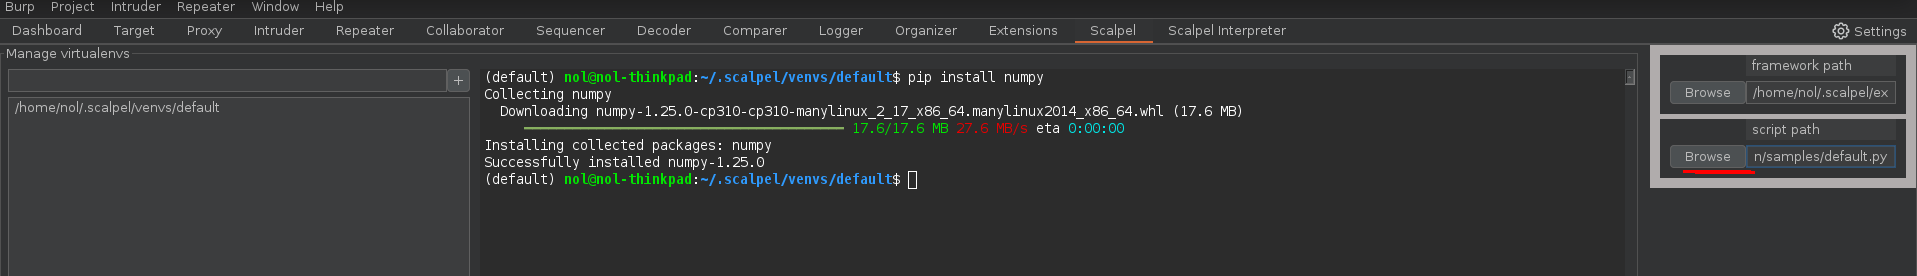 Burp Project Intruder Repeater Window Help
Dashboard Target Proxy Intruder Repeater Collaborator Sequencer Decoder Comparer Logger Organizer Extensions Scalpel Scalpel Interpreter Settings
Manage virtualenvs
+
/home/nol/.scalpel/venvs/default
(default) nol@nol-thinkpad:~/.scalpel/venvs/default$ pip install numpy
Collecting numpy
Downloading numpy-1.25.0-cp310-cp310-manylinux_2_17_x86_64.manylinux2014_x86_64.whl (17.6 MB)
17.6/17.6 MB 27.6 MB/s eta 0:00:00
Installing collected packages: numpy
Successfully installed numpy-1.25.0
(default) nol@nol-thinkpad:~/.scalpel/venvs/default$
framework path
Browse /home/nol/.scalpel/ex
script path
Browse n/samples/default.py